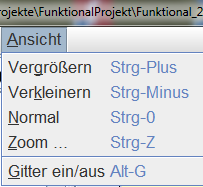 ojekte\FunktionalProjekt\Funktional_2
Ansicht
Vergrößern Strg-Plus
Verkleinern Strg-Minus
Normal Strg-0
Zoom ... Strg-Z
Gitter ein/aus Alt-G